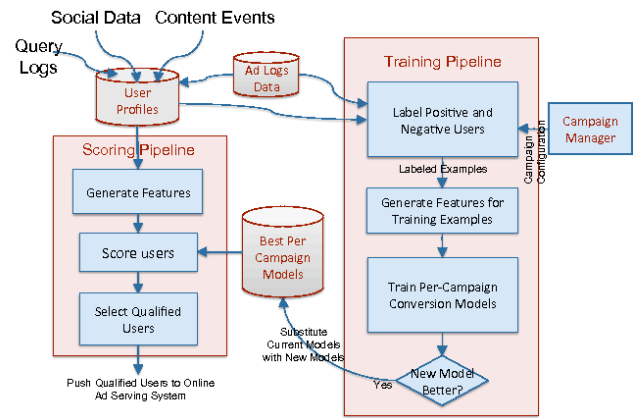 Social Data
Content Events
Query
Logs
User
Profiles
Ad Logs
Data
Training Pipeline
Label Positive and
Negative Users
Campaign
Manager
Campaign
Configuration
Labeled Examples
Scoring Pipeline
Generate Features
Generate Features for
Training Examples
Score users
Best Per
Campaign
Models
Train Per-Campaign
Conversion Models
Select Qualified
Users
Substitute
Current Models
with New Models
Yes
New Model
Better?
Push Qualified Users to Online
Ad Serving System